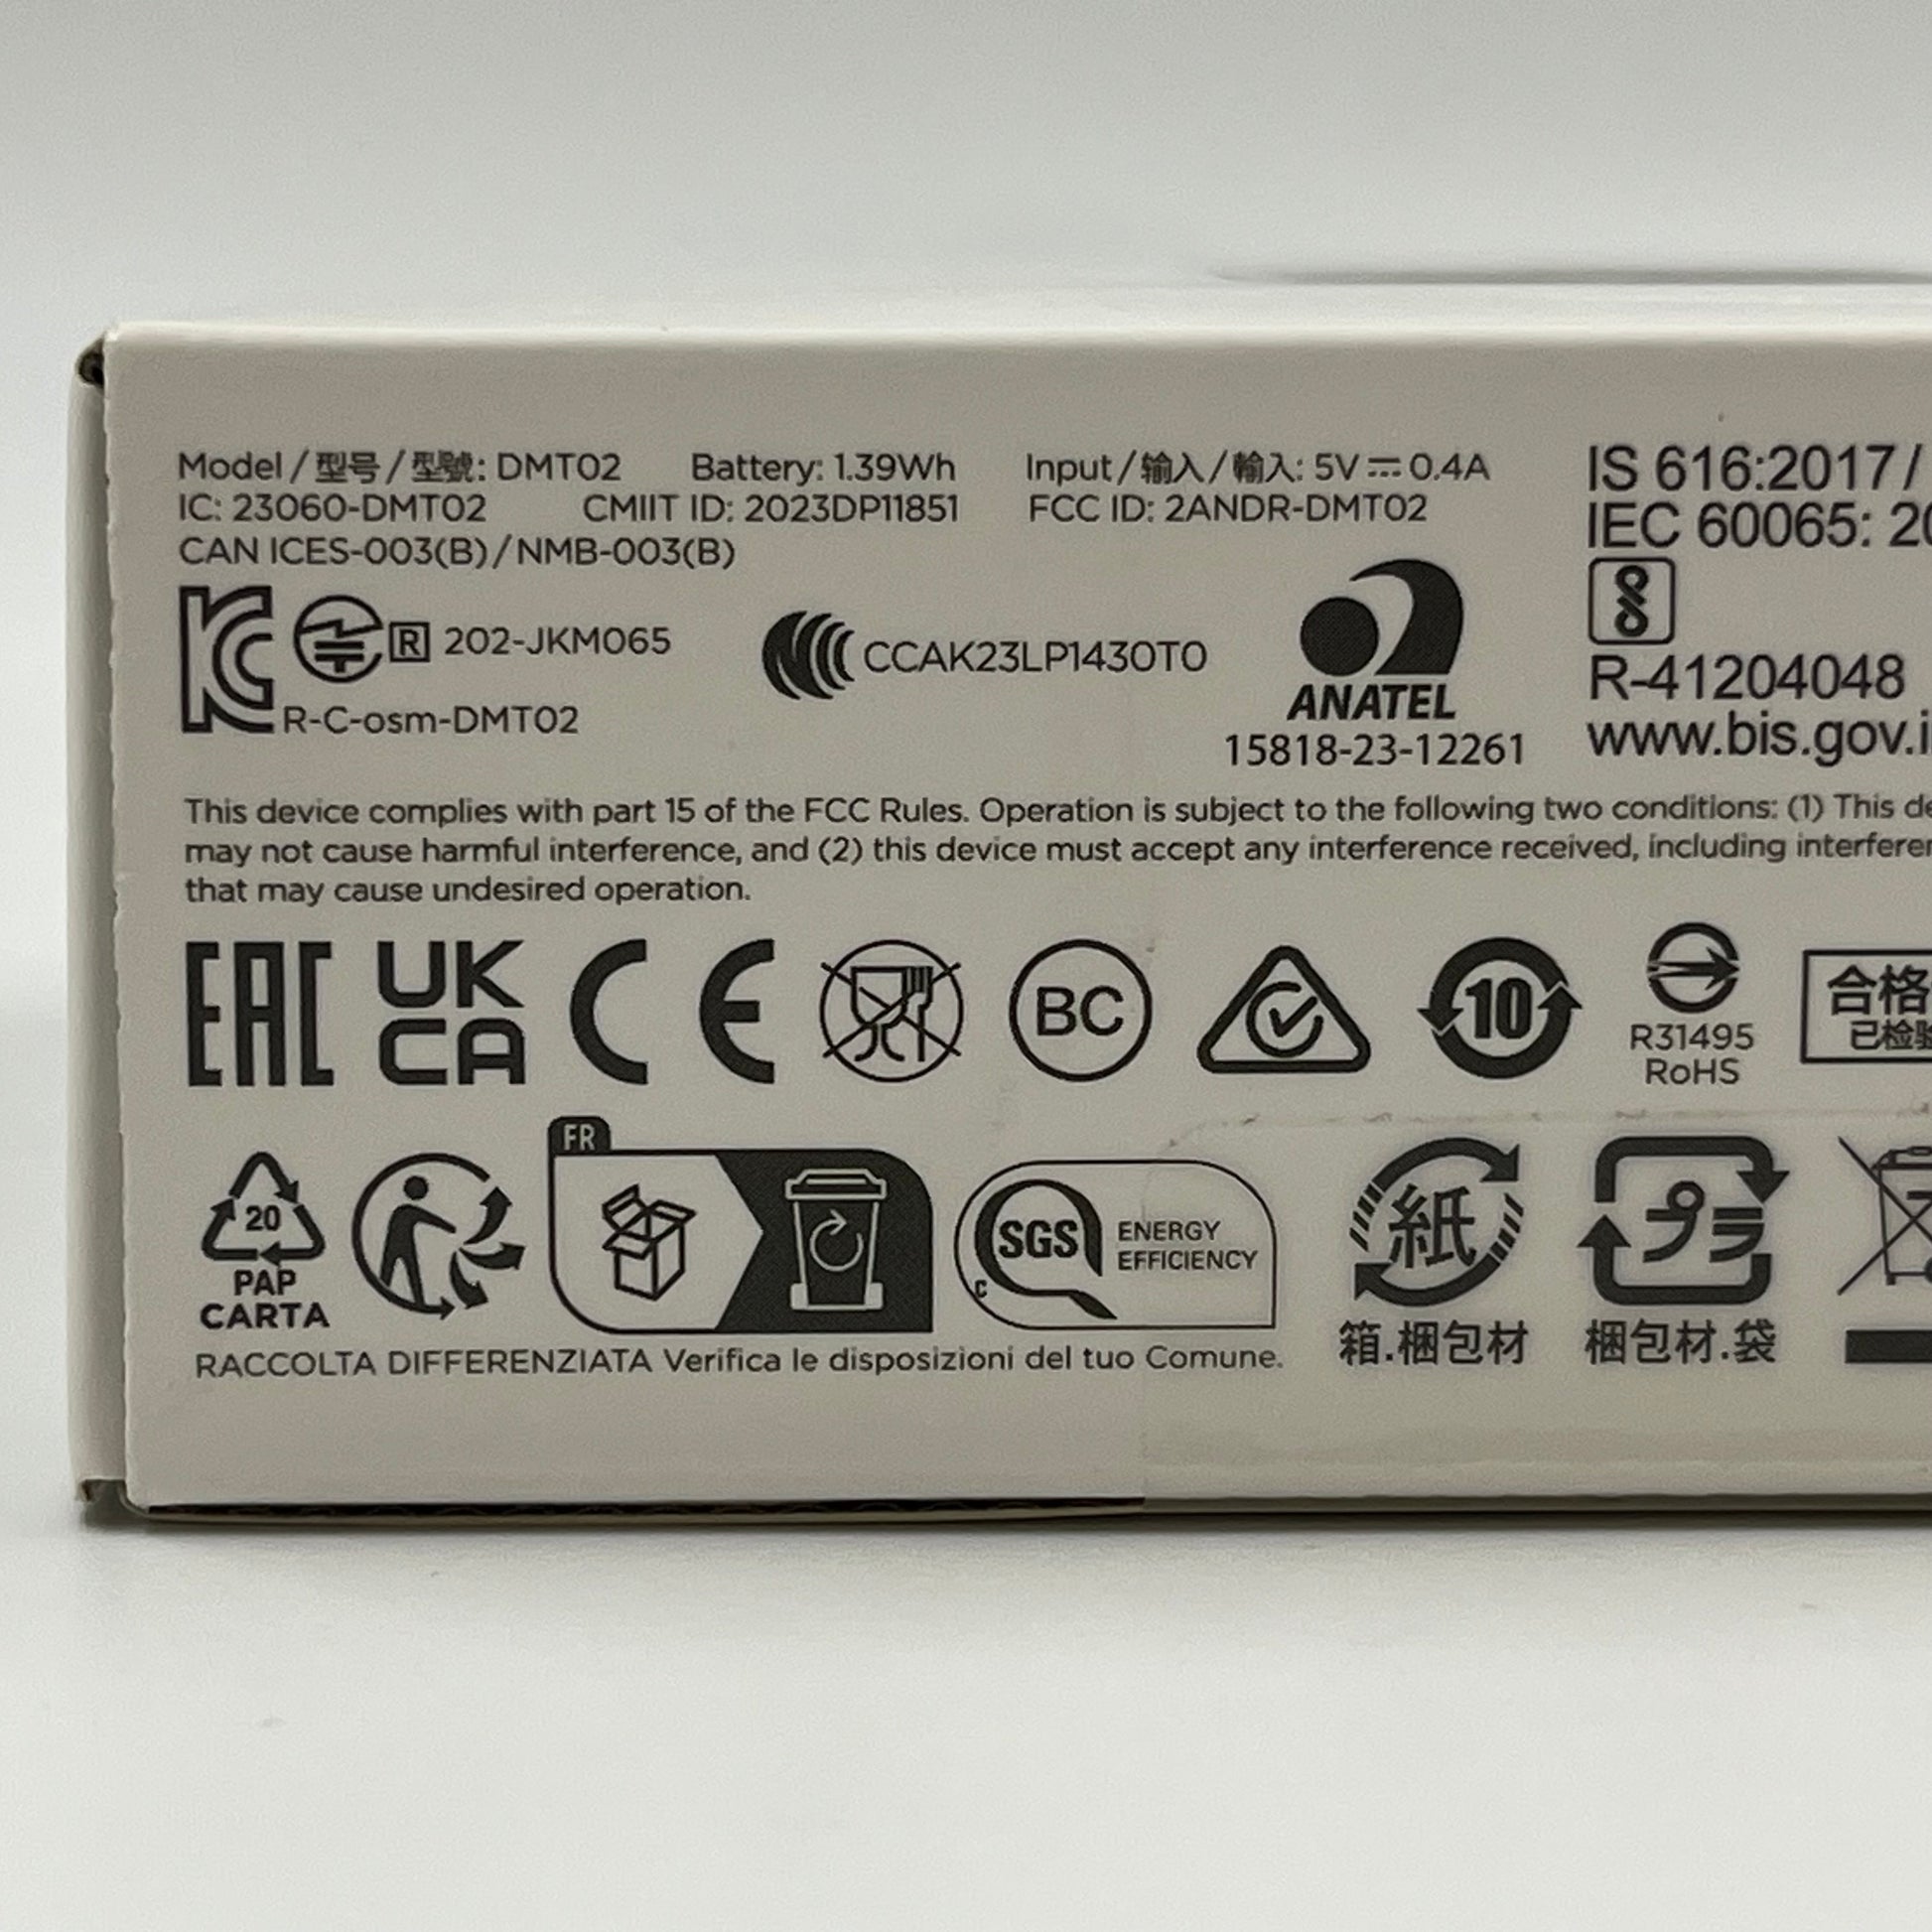 Model / 型号 / 型號: DMT02 Battery: 1.39Wh Input / 输入 / 輸入: 5V ⎓ 0.4A
IC: 23060-DMT02 CMIIT ID: 2023DP11851 FCC ID: 2ANDR-DMT02
CAN ICES-003(B) / NMB-003(B)
IS 616:2017 /
IEC 60065:
R 202-JKM065
R-C-osm-DMT02
CCAK23LP1430T0
ANATEL
15818-23-12261
R-41204048
www.bis.gov.i
This device complies with part 15 of the FCC Rules. Operation is subject to the following two conditions: (1) This
may not cause harmful interference, and (2) this device must accept any interference received, including
that may cause undesired operation.
EAC UK CA CE BC 10
R31495
RoHS
合格
已检验
FR
20
PAP
CARTA
SGS ENERGY
EFFICIENCY
C
紙
プラ
箱.梱包材 梱包材.袋
RACCOLTA DIFFERENZIATA Verifica le disposizioni del tuo Comune.